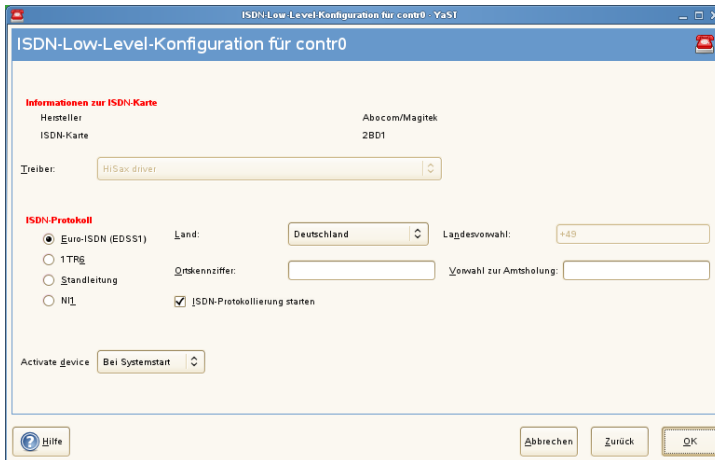 ISDN-Low-Level-Konfiguration für contr0 - YaST
ISDN-Low-Level-Konfiguration für contr0
Informationen zur ISDN-Karte
Hersteller Abocom/Magitek
ISDN-Karte 2BD1
Treiber: HiSax driver
ISDN-Protokoll
Euro-ISDN (EDSS1)
1TR6
Standleitung
NI1
Land: Deutschland Landesvorwahl: +49
Ortskennziffer: Vorwahl zur Amtsholung:
ISDN-Protokollierung starten
Activate device Bei Systemstart
Hilfe Abbrechen Zurück OK